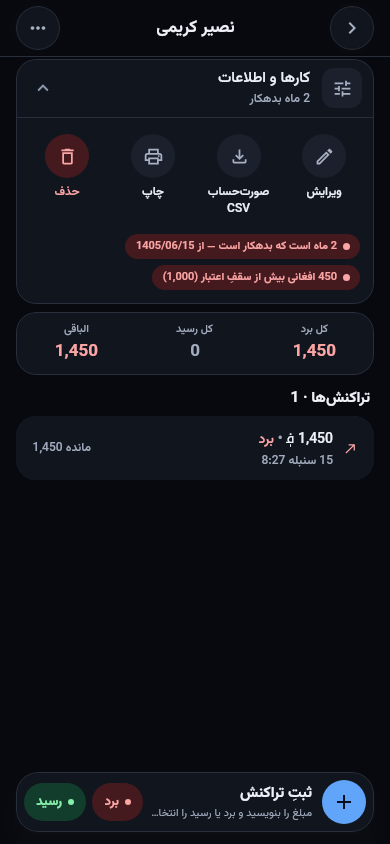 نصیر کریمی
کارها و اطلاعات
2 ماه بدهکار
ویرایش
صورت‌حساب CSV
چاپ
حذف
2 ماه است که بدهکار است — از 1405/06/15
450 افغانی بیش از سقفِ اعتبار (1,000)
کل برد
کل رسید
الباقی
1,450
0
1,450
تراکنش‌ها · 1
1,450 ؋ · برد
مانده 1,450
15 سنبله 8:27
ثبتِ تراکنش
مبلغ را بنویسید و برد یا رسید را انتخا...
برد
رسید